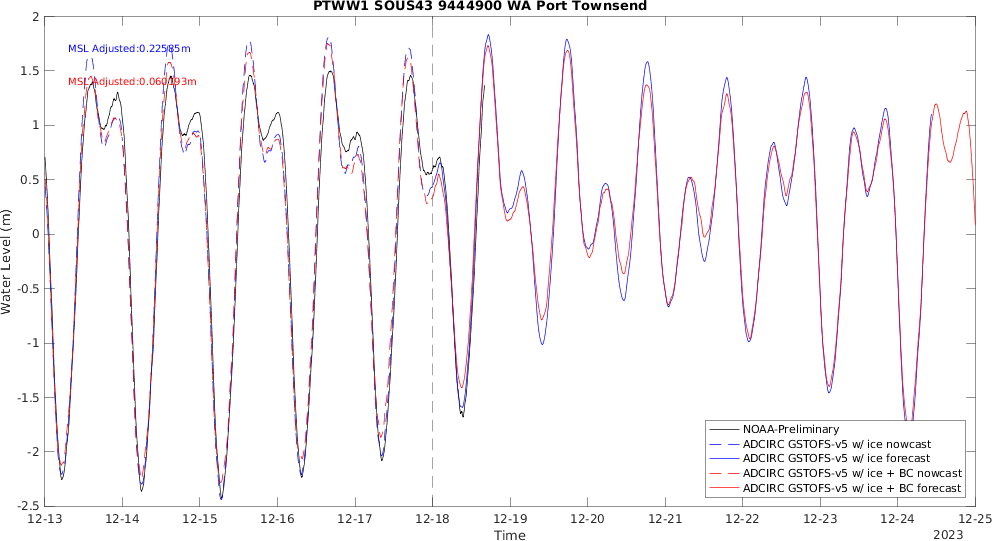 PTWW1 SOUS43 9444900 WA Port Townsend
MSL Adjusted:0.22585m
MSL Adjusted:0.060193m
Water Level (m)
2
1.5
1
0.5
0
-0.5
-1
-1.5
-2
-2.5
NOAA-Preliminary
ADCIRC GSTOFS-v5 w/ ice nowcast
ADCIRC GSTOFS-v5 w/ ice forecast
ADCIRC GSTOFS-v5 w/ ice + BC nowcast
ADCIRC GSTOFS-v5 w/ ice + BC forecast
12-13 12-14 12-15 12-16 12-17 12-18 12-19 12-20 12-21 12-22 12-23 12-24 12-25
Time
2023